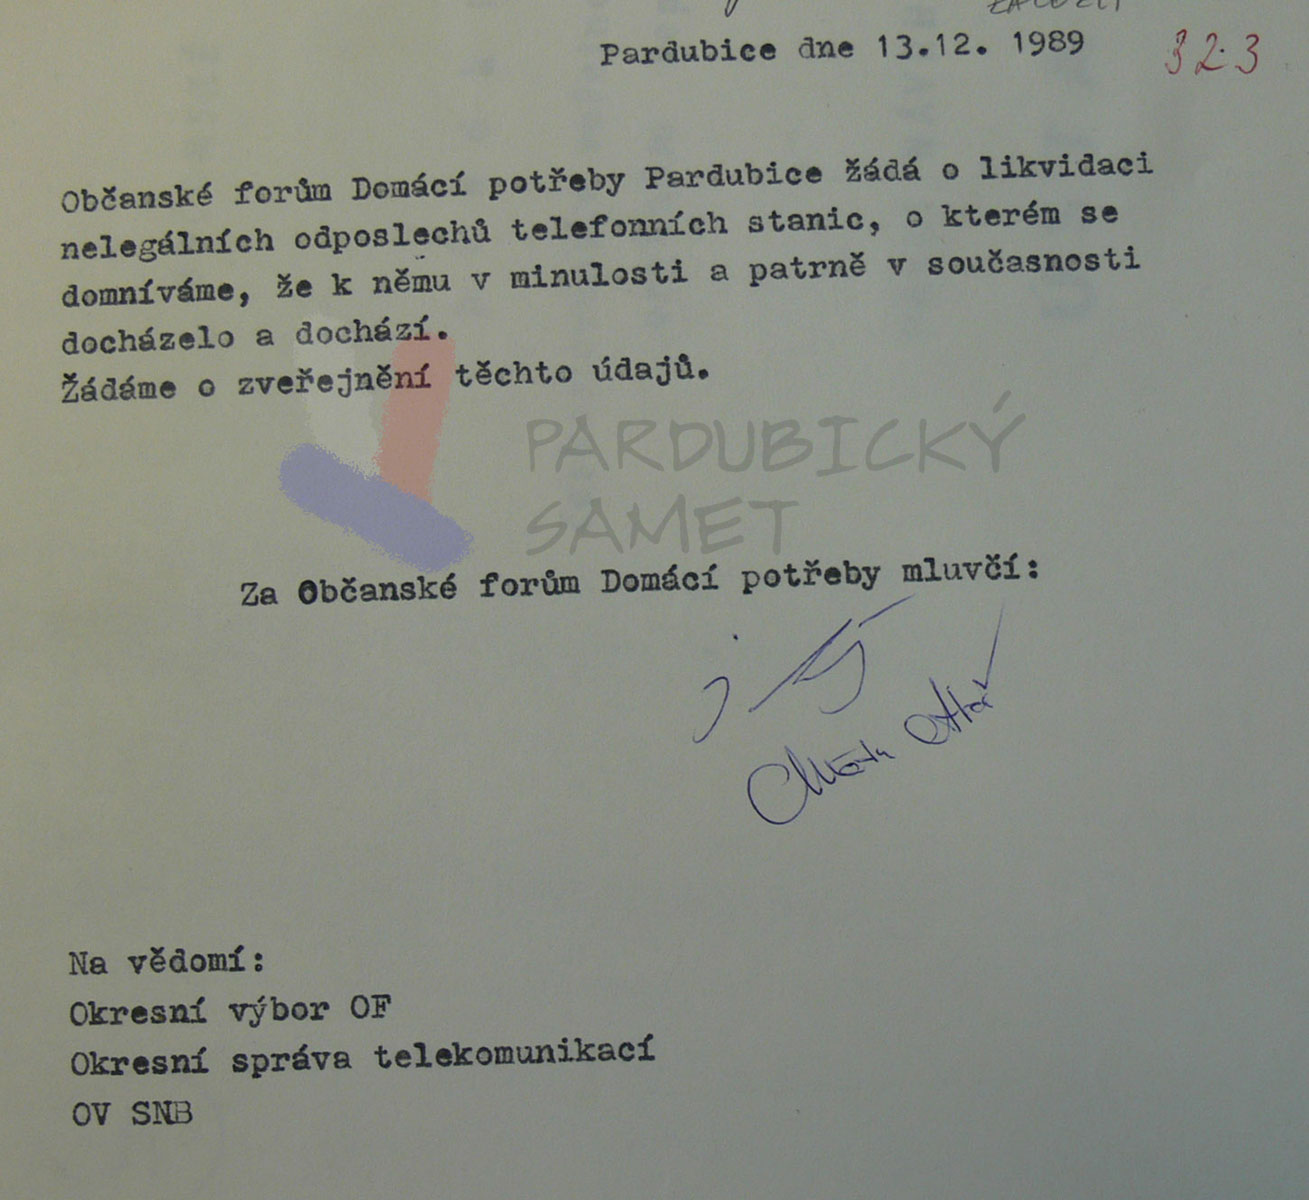 Pardubice dne 13.12. 1989
323
Občanské forům Domácí potřeby Pardubice žádá o likvidaci
nelegálních odposlechů telefonních stanic, o kterém se
domníváme, že k němu v minulosti a patrně v současnosti
docházelo a dochází.
Žádáme o zveřejnění těchto údajů.
PARDUBICKÝ
SAMET
Za Občanské forům Domácí potřeby mluvčí:
Na vědomí:
Okresní výbor OF
Okresní správa telekomunikací
OV SNB